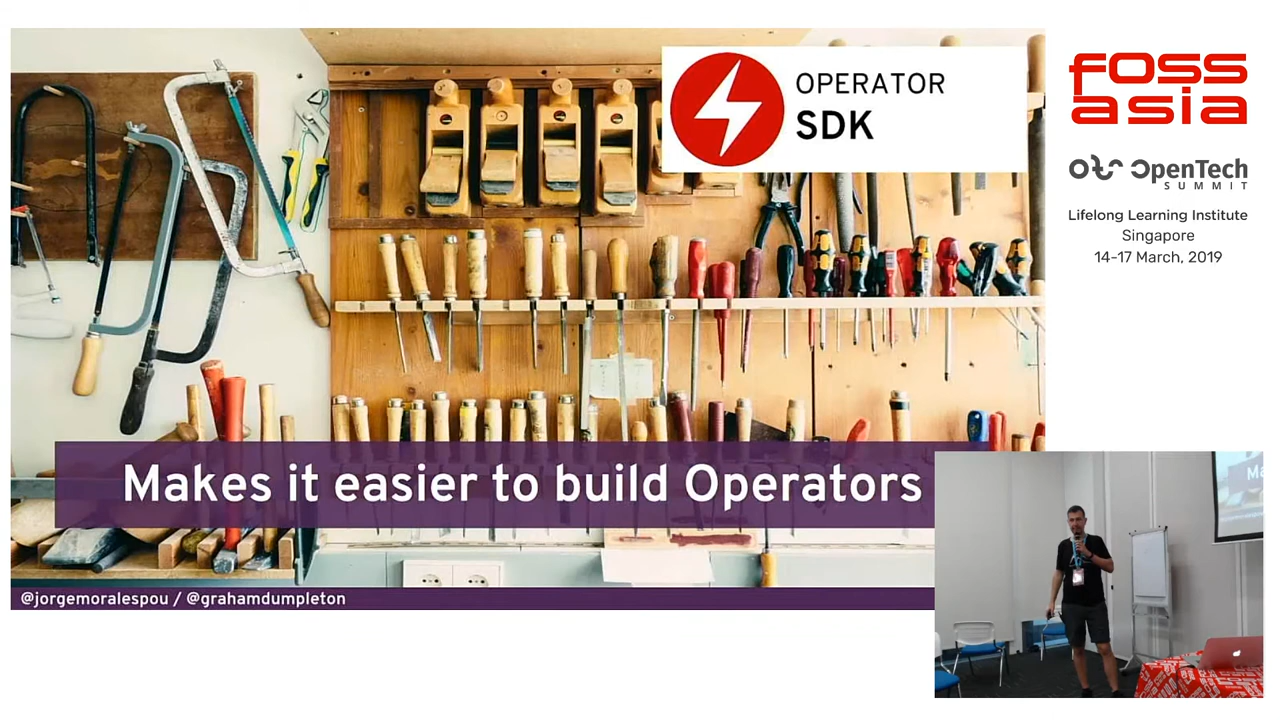 OPERATOR
SDK
Makes it easier to build Operators
@jorgemoralespou / @grahamdumpleton
fOSS
asia
OpenTech
SUMMIT
Lifelong Learning Institute
Singapore
14-17 March, 2019